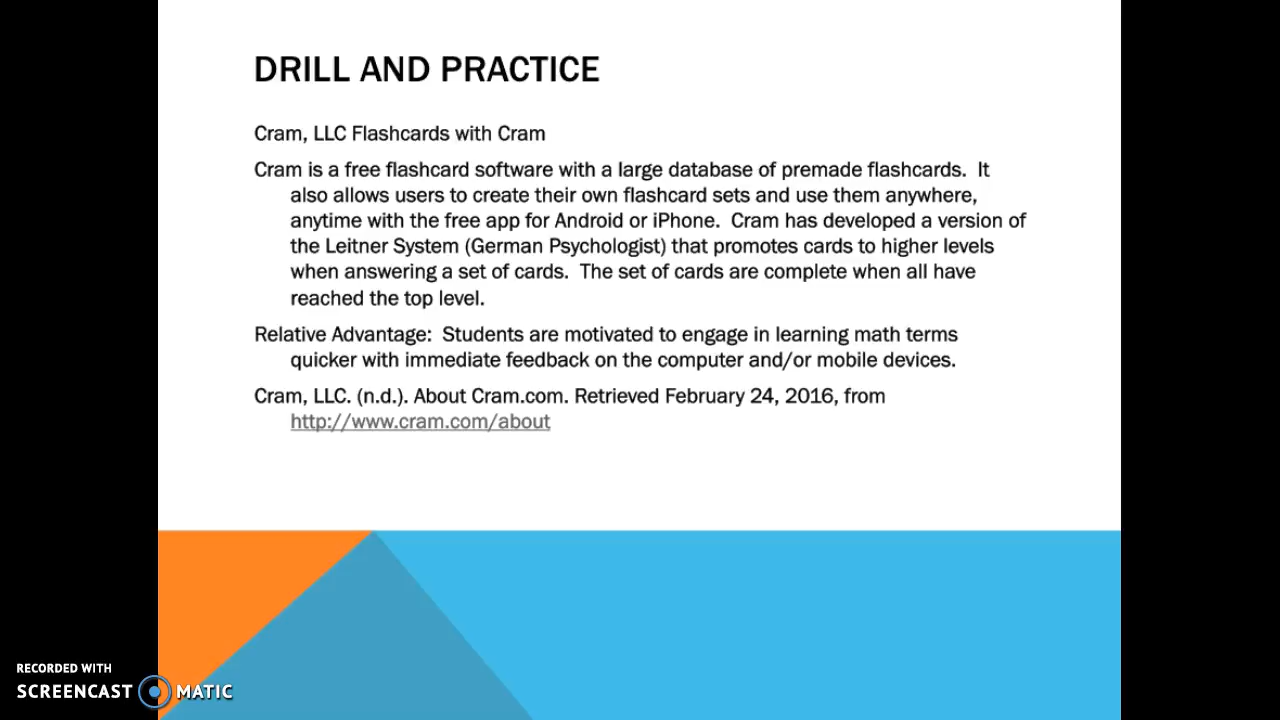 DRILL AND PRACTICE
Cram, LLC Flashcards with Cram
Cram is a free flashcard software with a large database of premade flashcards.  It
also allows users to create their own flashcard sets and use them anywhere,
anytime with the free app for Android or iPhone.  Cram has developed a version of
the Leitner System (German Psychologist) that promotes cards to higher levels
when answering a set of cards.  The set of cards are complete when all have
reached the top level.
Relative Advantage:  Students are motivated to engage in learning math terms
quicker with immediate feedback on the computer and/or mobile devices.
Cram, LLC. (n.d.). About Cram.com. Retrieved February 24, 2016, from
http://www.cram.com/about
RECORDED WITH
SCREENCAST MATIC